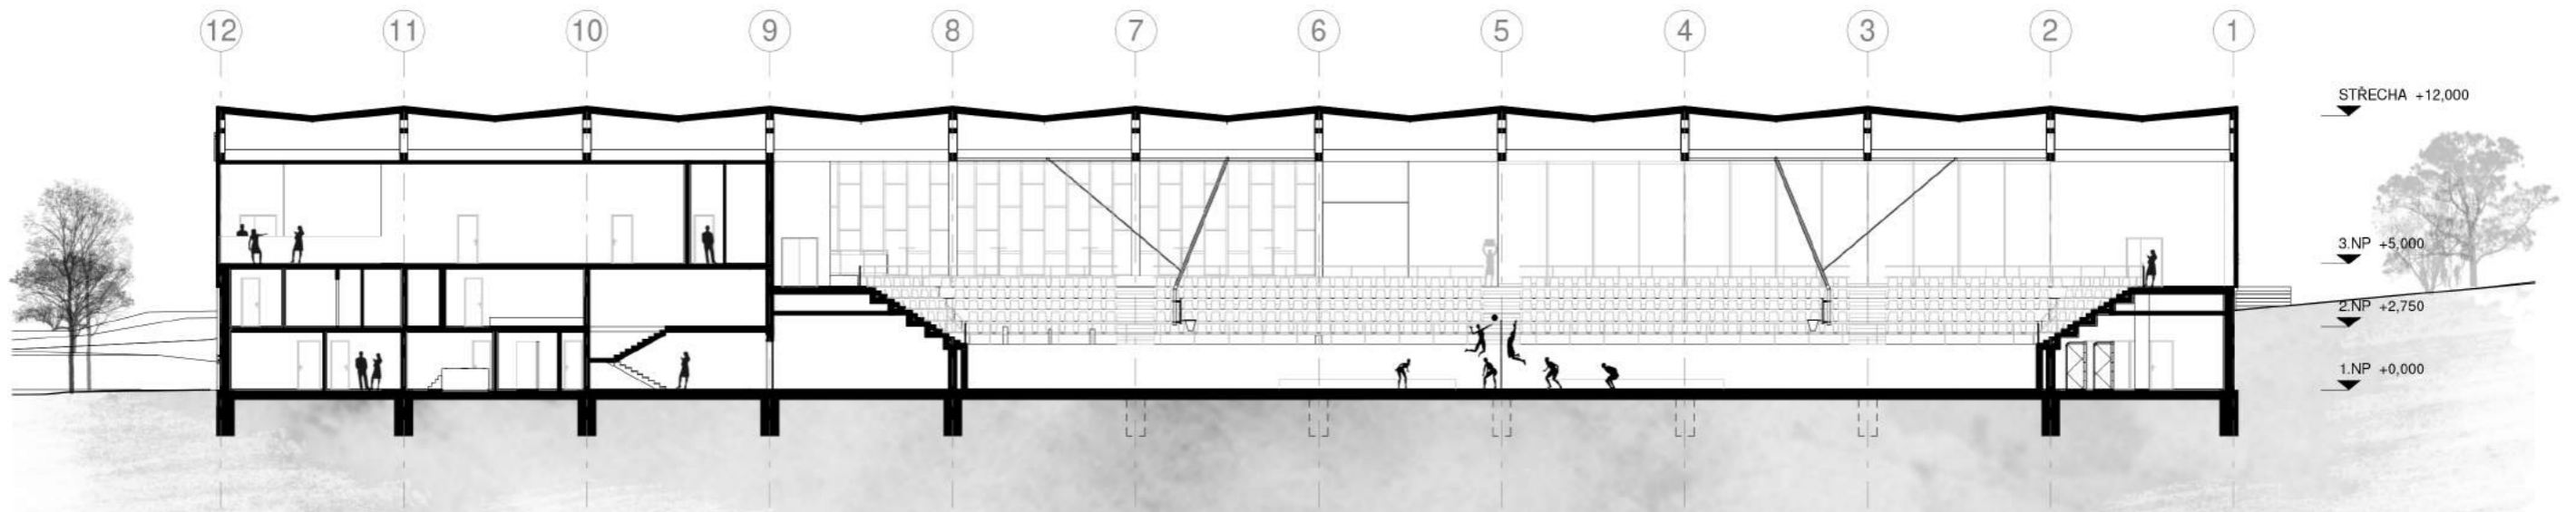 12 11 10 9 8 7 6 5 4 3 2 1
STŘECHA +12,000
3.NP +5,000
2.NP +2,750
1.NP +0,000